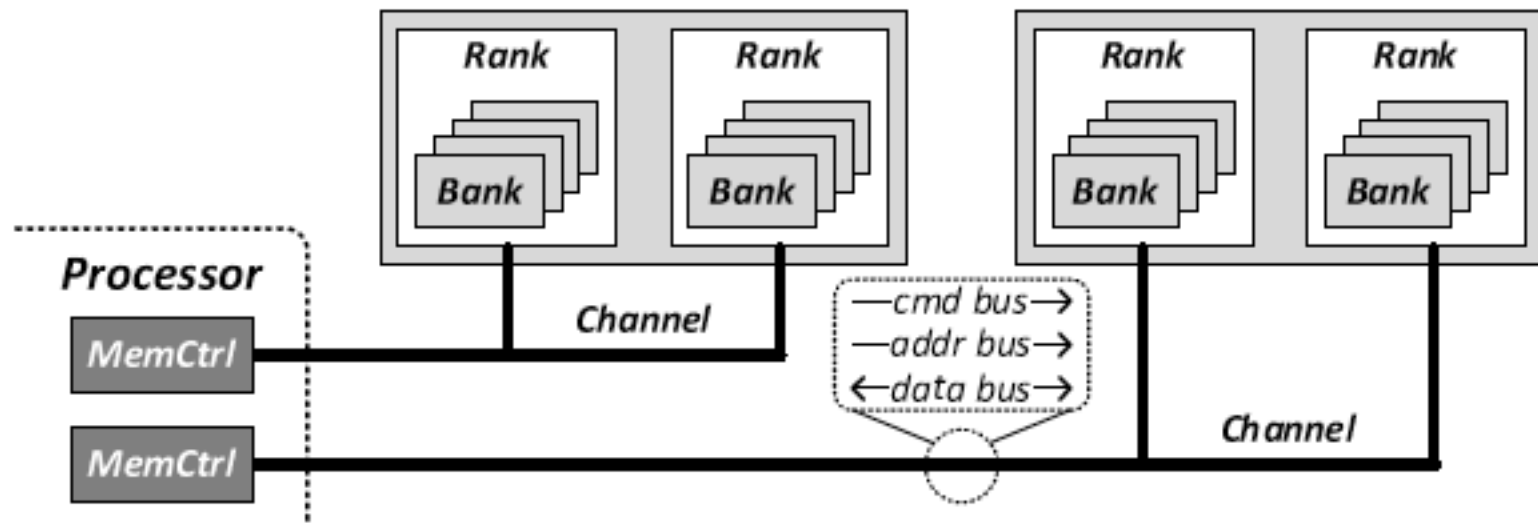 Rank
Rank
Rank
Rank
Bank
Bank
Bank
Bank
Processor
cmd bus
Channel
addr bus
MemCtrl
data bus
Channel
MemCtrl